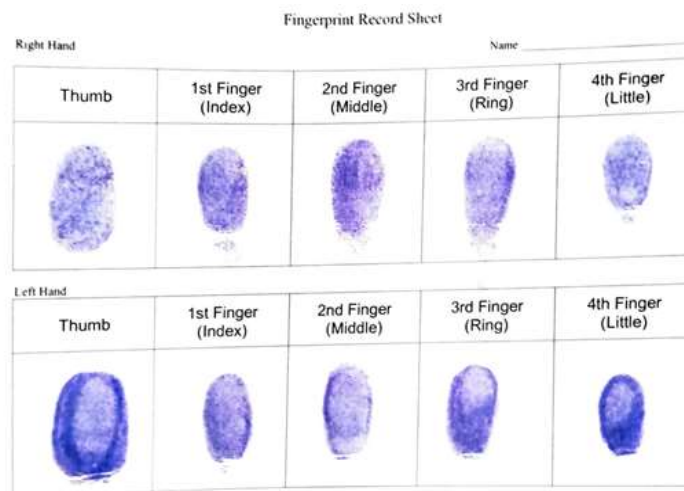 Fingerprint Record Sheet
Right Hand
Name
Thumb
1st Finger
(Index)
2nd Finger
(Middle)
3rd Finger
(Ring)
4th Finger
(Little)
Left Hand
Thumb
1st Finger
(Index)
2nd Finger
(Middle)
3rd Finger
(Ring)
4th Finger
(Little)